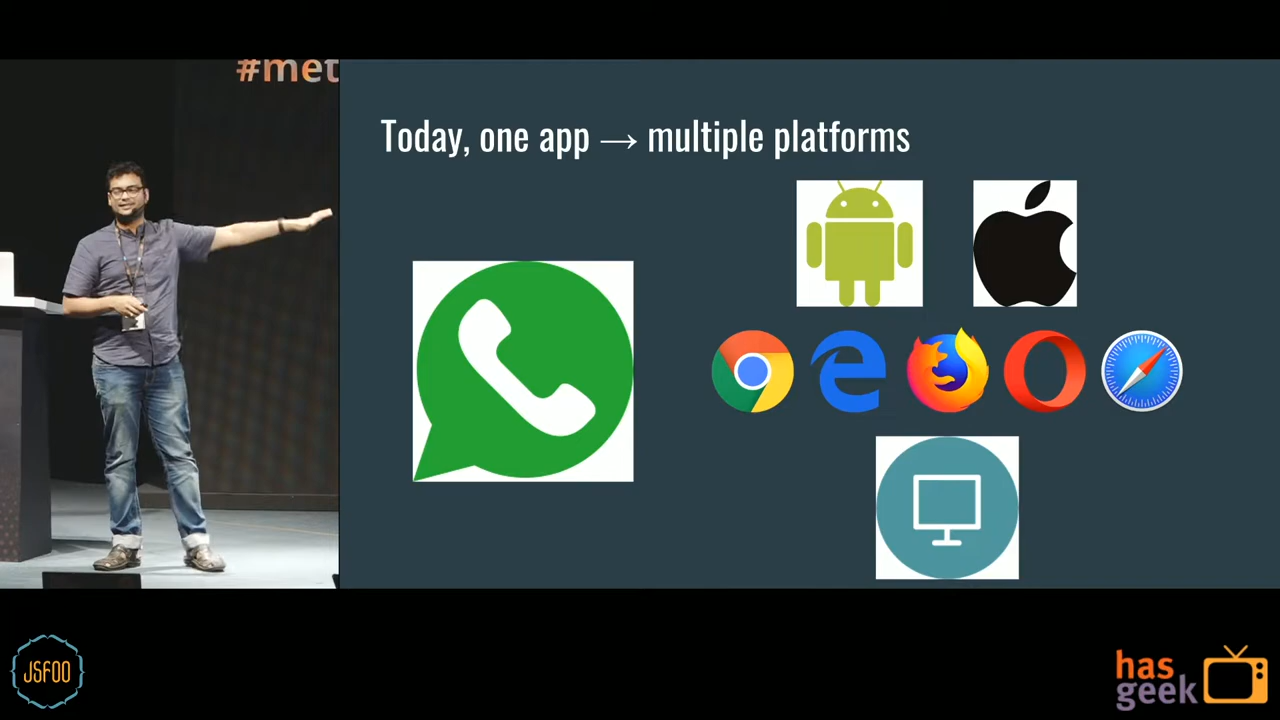 #met
Today, one app → multiple platforms
JSFOO
has
geek